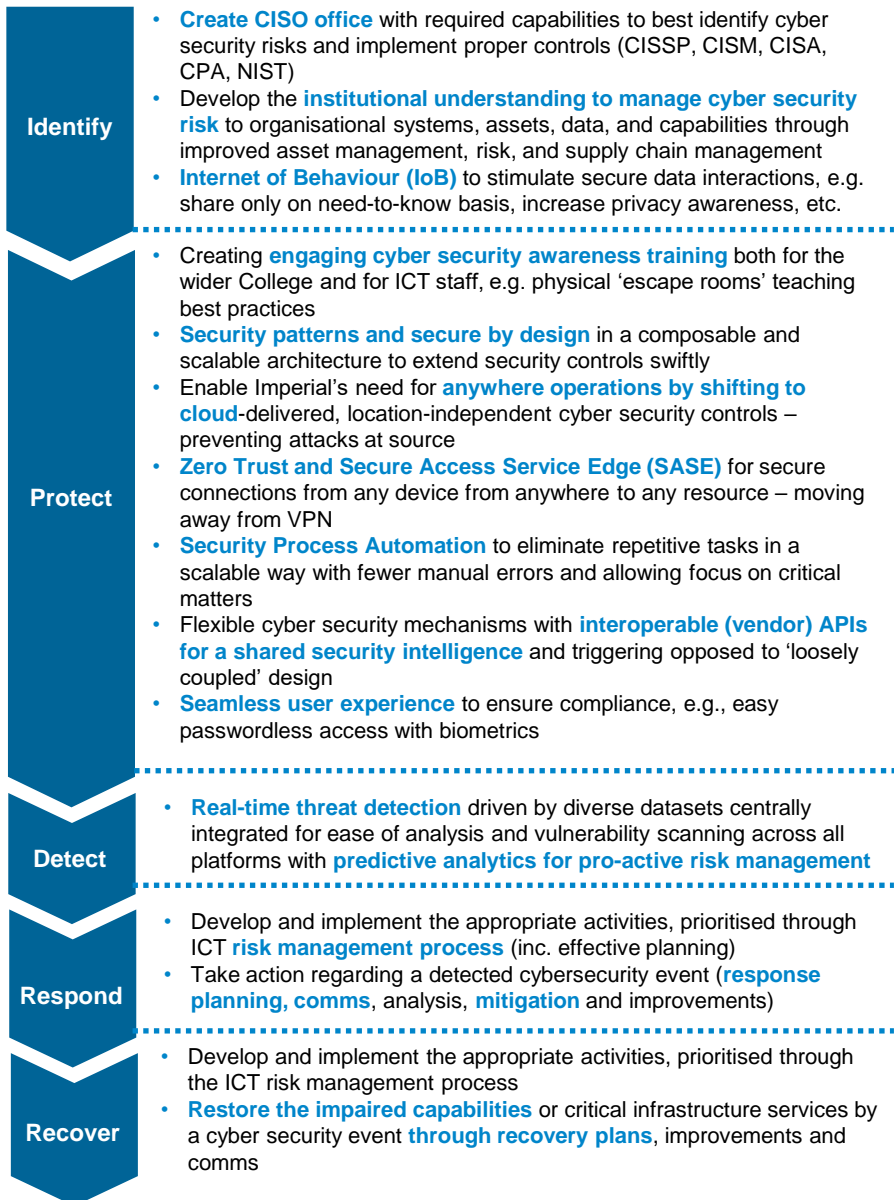 Identify
• Create CISO office with required capabilities to best identify cyber
security risks and implement proper controls (CISSP, CISM, CISA,
CPA, NIST)
• Develop the institutional understanding to manage cyber security
risk to organisational systems, assets, data, and capabilities through
improved asset management, risk, and supply chain management
• Internet of Behaviour (IoB) to stimulate secure data interactions, e.g.
share only on need-to-know basis, increase privacy awareness, etc.
Protect
• Creating engaging cyber security awareness training both for the
wider College and for ICT staff, e.g. physical ‘escape rooms’ teaching
best practices
• Security patterns and secure by design in a composable and
scalable architecture to extend security controls swiftly
• Enable Imperial’s need for anywhere operations by shifting to
cloud-delivered, location-independent cyber security controls –
preventing attacks at source
• Zero Trust and Secure Access Service Edge (SASE) for secure
connections from any device from anywhere to any resource – moving
away from VPN
• Security Process Automation to eliminate repetitive tasks in a
scalable way with fewer manual errors and allowing focus on critical
matters
• Flexible cyber security mechanisms with interoperable (vendor) APIs
for a shared security intelligence and triggering opposed to ‘loosely
coupled’ design
• Seamless user experience to ensure compliance, e.g., easy
passwordless access with biometrics
Detect
• Real-time threat detection driven by diverse datasets centrally
integrated for ease of analysis and vulnerability scanning across all
platforms with predictive analytics for pro-active risk management
Respond
• Develop and implement the appropriate activities, prioritised through
ICT risk management process (inc. effective planning)
• Take action regarding a detected cybersecurity event (response
planning, comms, analysis, mitigation and improvements)
Recover
• Develop and implement the appropriate activities, prioritised through
the ICT risk management process
• Restore the impaired capabilities or critical infrastructure services by
a cyber security event through recovery plans, improvements and
comms